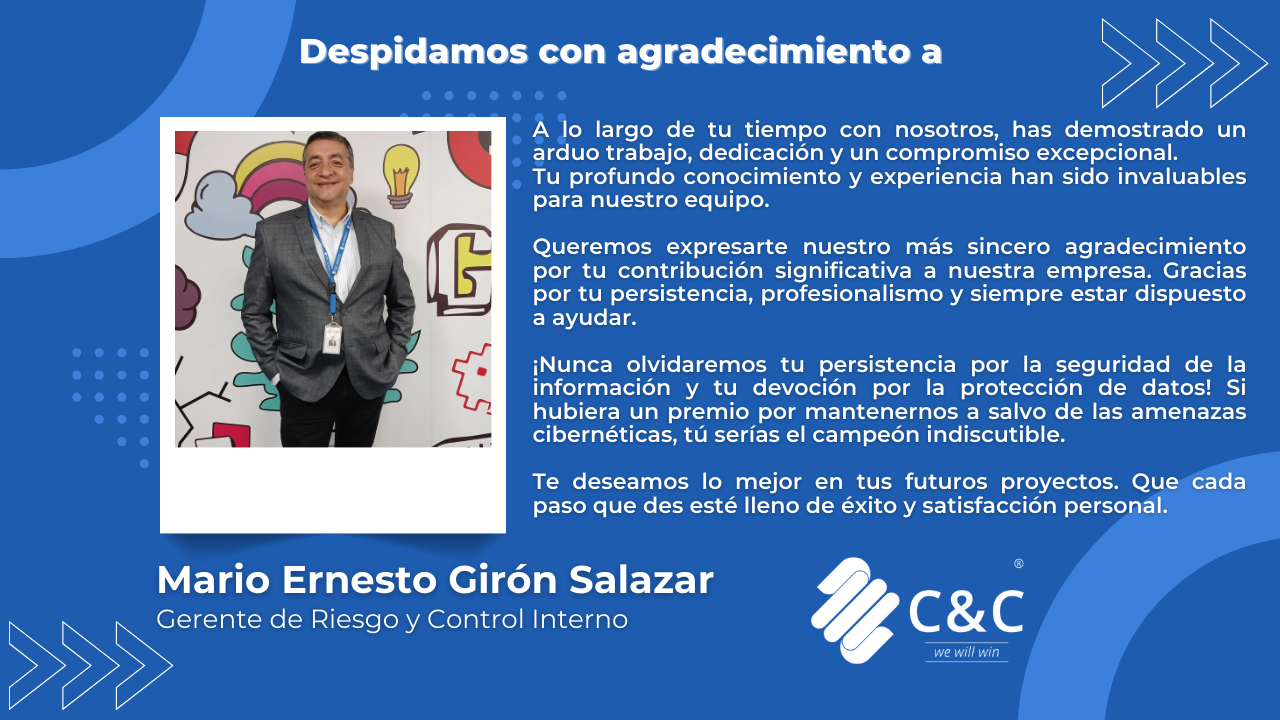 Despidamos con agradecimiento a
A lo largo de tu tiempo con nosotros, has demostrado un
arduo trabajo, dedicación y un compromiso excepcional.
Tu profundo conocimiento y experiencia han sido invaluables
para nuestro equipo.
Queremos expresarte nuestro más sincero agradecimiento
por tu contribución significativa a nuestra empresa. Gracias
por tu persistencia, profesionalismo y siempre estar dispuesto
a ayudar.
¡Nunca olvidaremos tu persistencia por la seguridad de la
información y tu devoción por la protección de datos! Si
hubiera un premio por mantenernos a salvo de las amenazas
cibernéticas, tú serías el campeón indiscutible.
Te deseamos lo mejor en tus futuros proyectos. Que cada
paso que des esté lleno de éxito y satisfacción personal.
Mario Ernesto Girón Salazar
Gerente de Riesgo y Control Interno
C&C ®
we will win